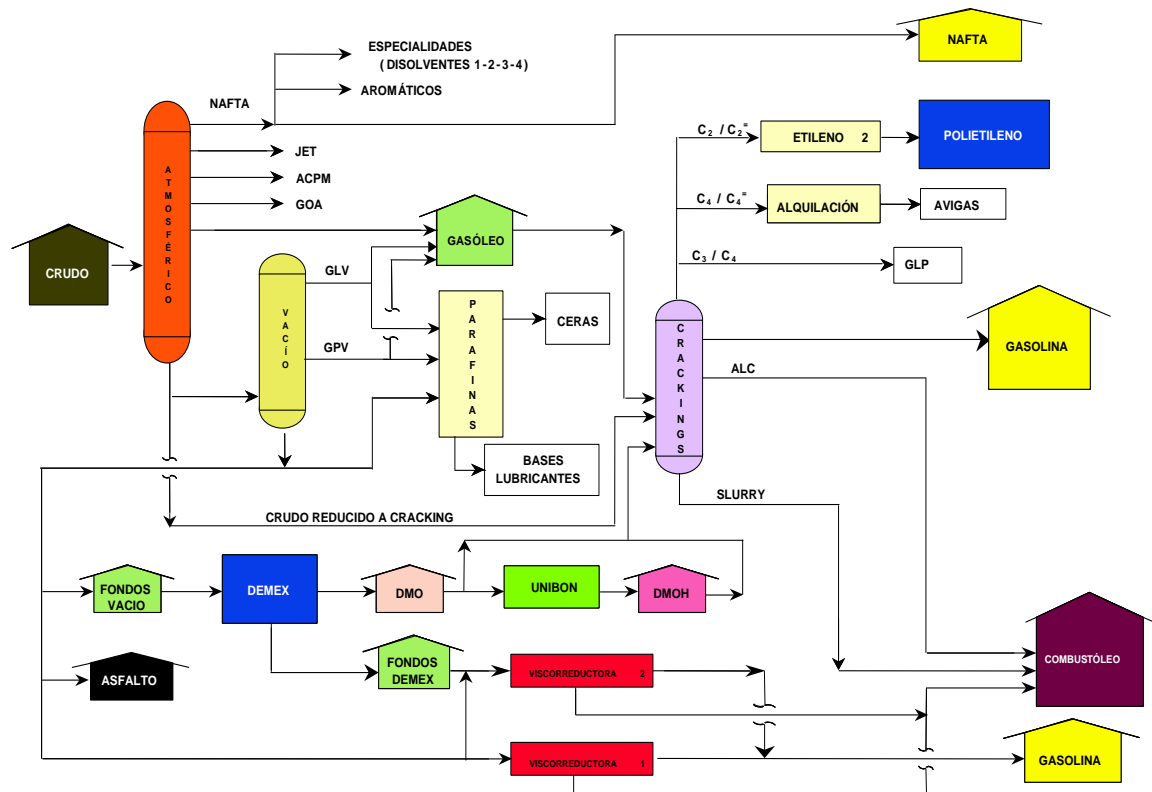 ESPECIALIDADES
( DISOLVENTES 1-2-3-4)
AROMÁTICOS
NAFTA
NAFTA
JET
ACPM
GOA
ATMOSFÉRICO
CRUDO
GASÓLEO
GLV
GPV
VACÍO
PARAFINAS
CERAS
BASES
LUBRICANTES
C2 / C2=
ETILENO 2
POLIETILENO
C4 / C4=
ALQUILACIÓN
AVIGAS
C3 / C4
GLP
CRACKINGS
GASOLINA
ALC
SLURRY
CRUDO REDUCIDO A CRACKING
FONDOS
VACIO
DEMEX
DMO
UNIBON
DMOH
ASFALTO
FONDOS
DEMEX
VISCORREDUCTORA 2
COMBUSTÓLEO
VISCORREDUCTORA 1
GASOLINA